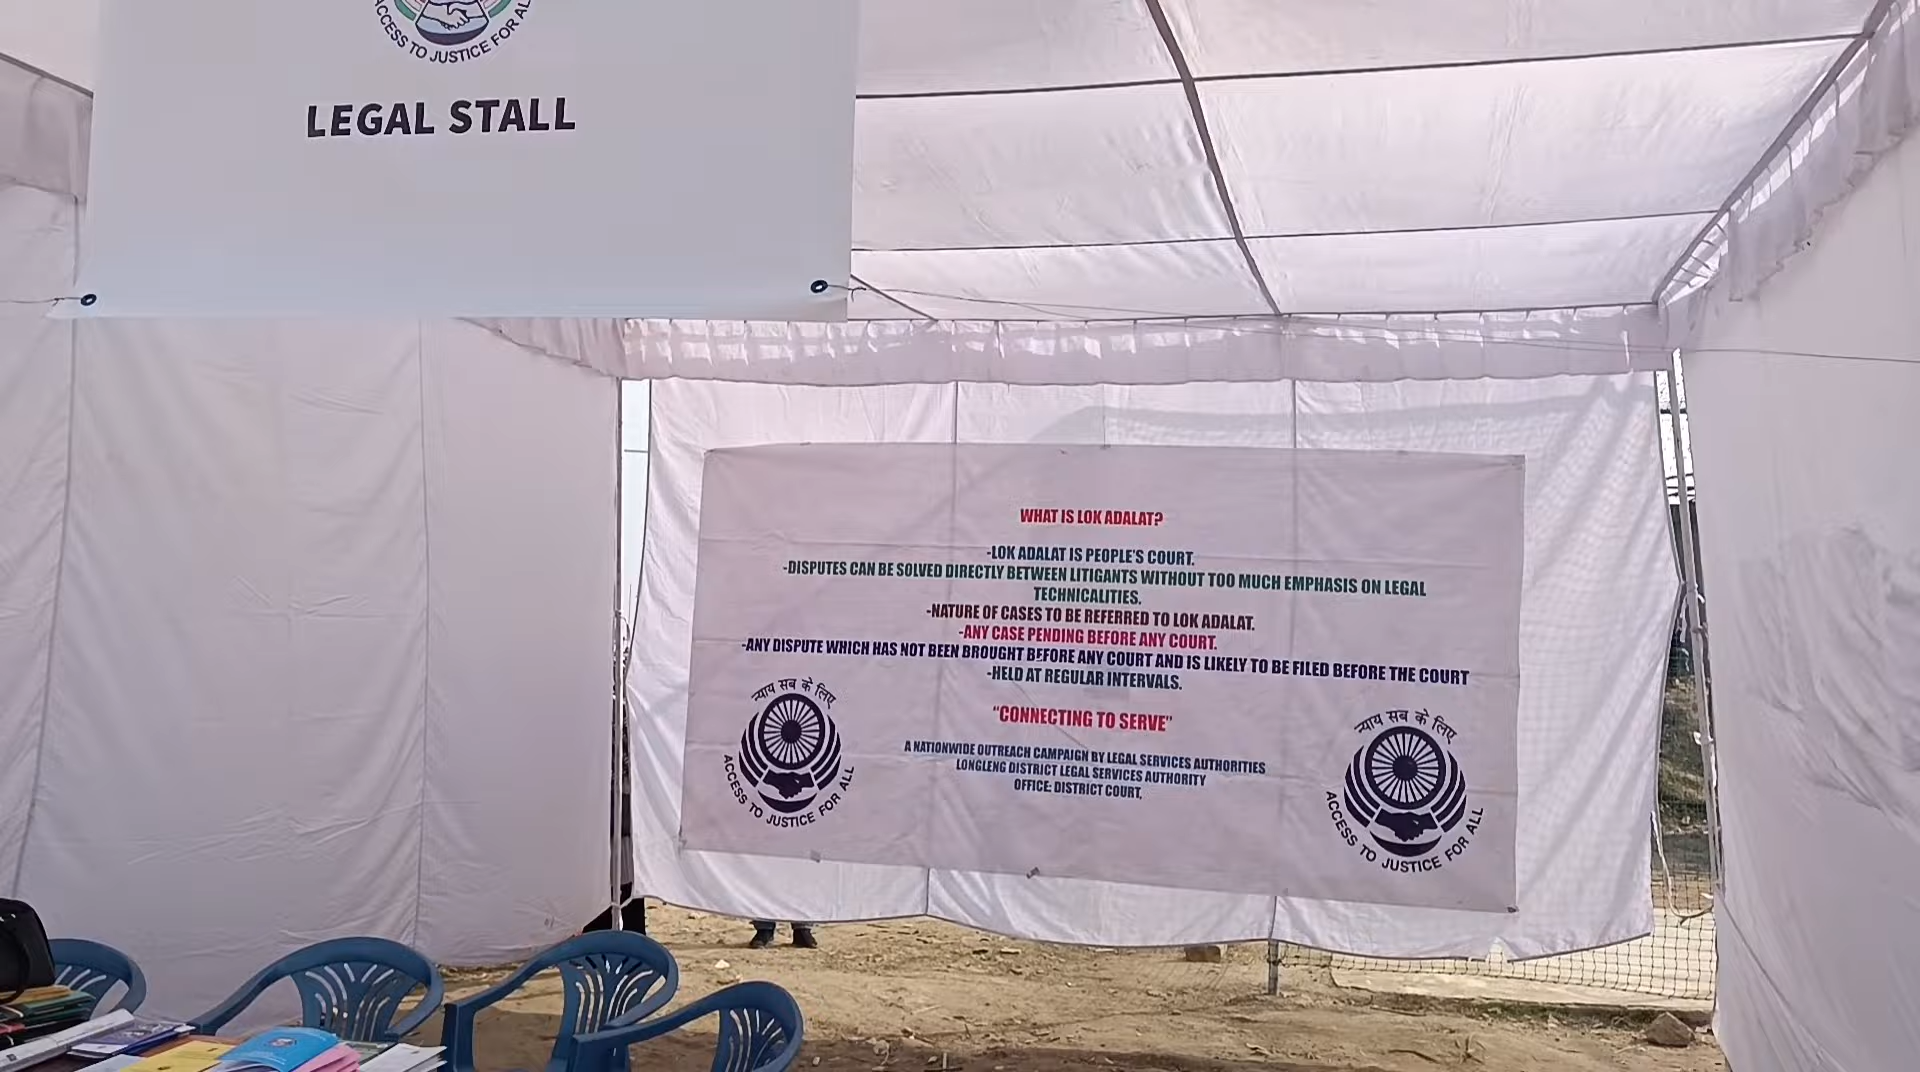 ACCESS TO JUSTICE FOR AL
LEGAL STALL
WHAT IS LOK ADALAT?
-LOK ADALAT IS PEOPLE'S COURT.
-DISPUTES CAN BE SOLVED DIRECTLY BETWEEN LITIGANTS WITHOUT TOO MUCH EMPHASIS ON LEGAL
TECHNICALITIES.
-NATURE OF CASES TO BE REFERRED TO LOK ADALAT.
-ANY CASE PENDING BEFORE ANY COURT.
-ANY DISPUTE WHICH HAS NOT BEEN BROUGHT BEFORE ANY COURT AND IS LIKELY TO BE FILED BEFORE THE COURT
-HELD AT REGULAR INTERVALS.
"CONNECTING TO SERVE"
A NATIONWIDE OUTREACH CAMPAIGN BY LEGAL SERVICES AUTHORITIES
LONGLENG DISTRICT LEGAL SERVICES AUTHORITY
OFFICE: DISTRICT COURT,
न्याय सब के लिए
ACCESS TO JUSTICE FOR ALL
न्याय सब के लिए
ACCESS TO JUSTICE FOR ALL